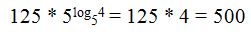 125 * 5^{log_5 4} = 125 * 4 = 500